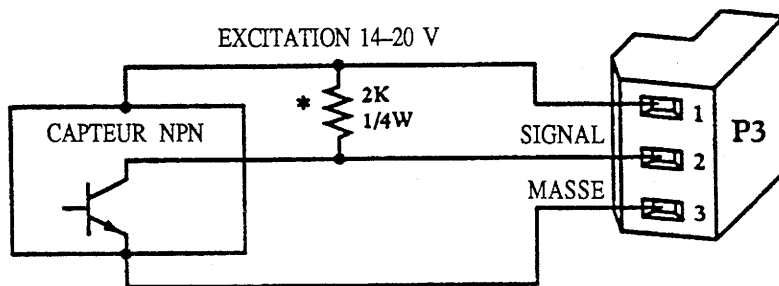 EXCITATION 14–20 V
*
2K
1/4W
CAPTEUR NPN
SIGNAL
MASSE
1
2
3
P3